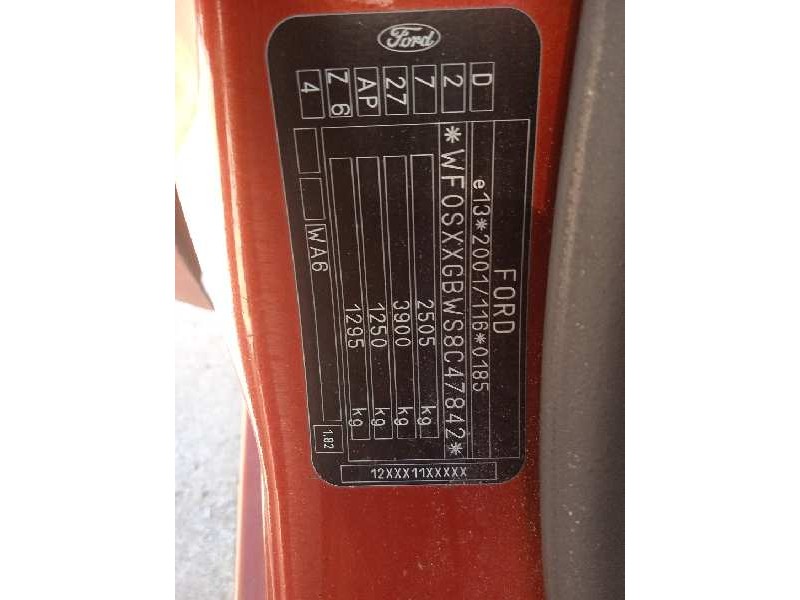 Ford
FORD
e13*2001/116*0185
*WF0SXXGBWS8C47842*
2505 kg
3900 kg
1250 kg
1295 kg
WA6
1.82
D
2
7
27
AP
Z 6
4
12XXX11XXXXX